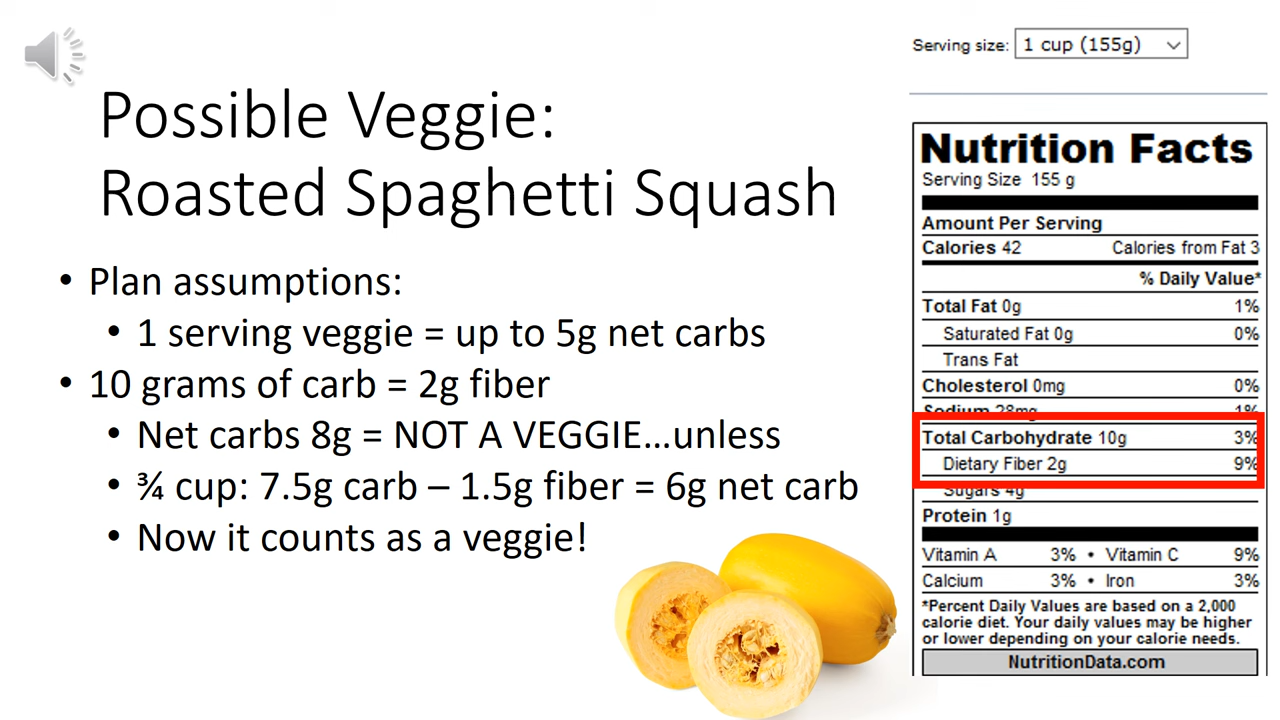 Possible Veggie:
Roasted Spaghetti Squash
• Plan assumptions:
• 1 serving veggie = up to 5g net carbs
• 10 grams of carb = 2g fiber
• Net carbs 8g = NOT A VEGGIE…unless
• ¾ cup: 7.5g carb – 1.5g fiber = 6g net carb
• Now it counts as a veggie!
Serving size: 1 cup (155g)
Nutrition Facts
Serving Size 155 g
Amount Per Serving
Calories 42 Calories from Fat 3
% Daily Value*
Total Fat 0g 1%
Saturated Fat 0g 0%
Trans Fat
Cholesterol 0mg 0%
Sodium 28mg 1%
Total Carbohydrate 10g 3%
Dietary Fiber 2g 9%
Sugars 4g
Protein 1g
Vitamin A 3% • Vitamin C 9%
Calcium 3% • Iron 3%
*Percent Daily Values are based on a 2,000
calorie diet. Your daily values may be higher
or lower depending on your calorie needs.
NutritionData.com